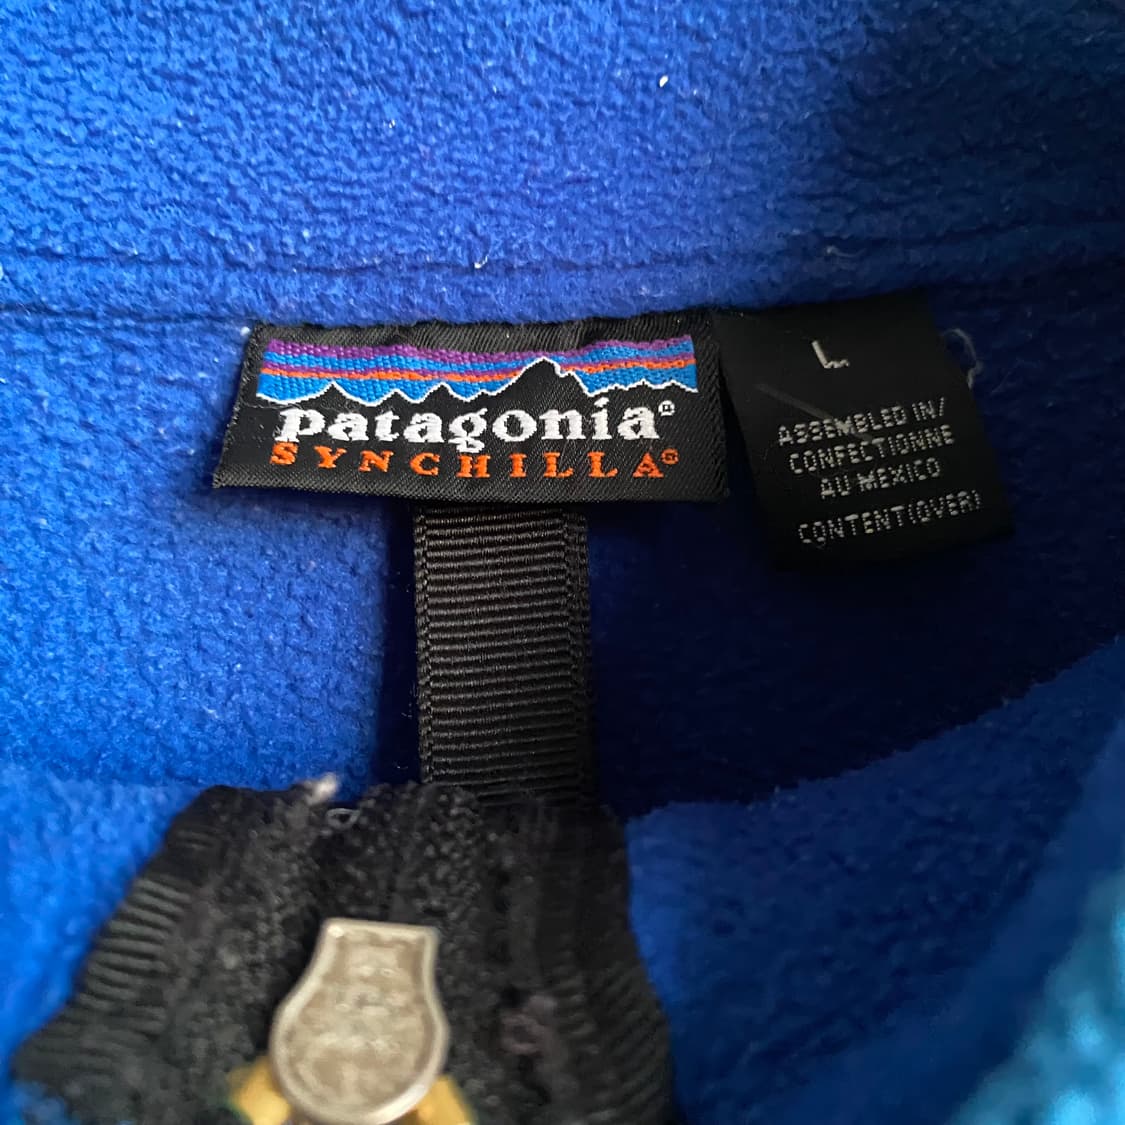 patagonia®
SYNCHILLA®
L
ASSEMBLED IN/
CONFECTIONNE
AU MEXICO
CONTENT(OVER)